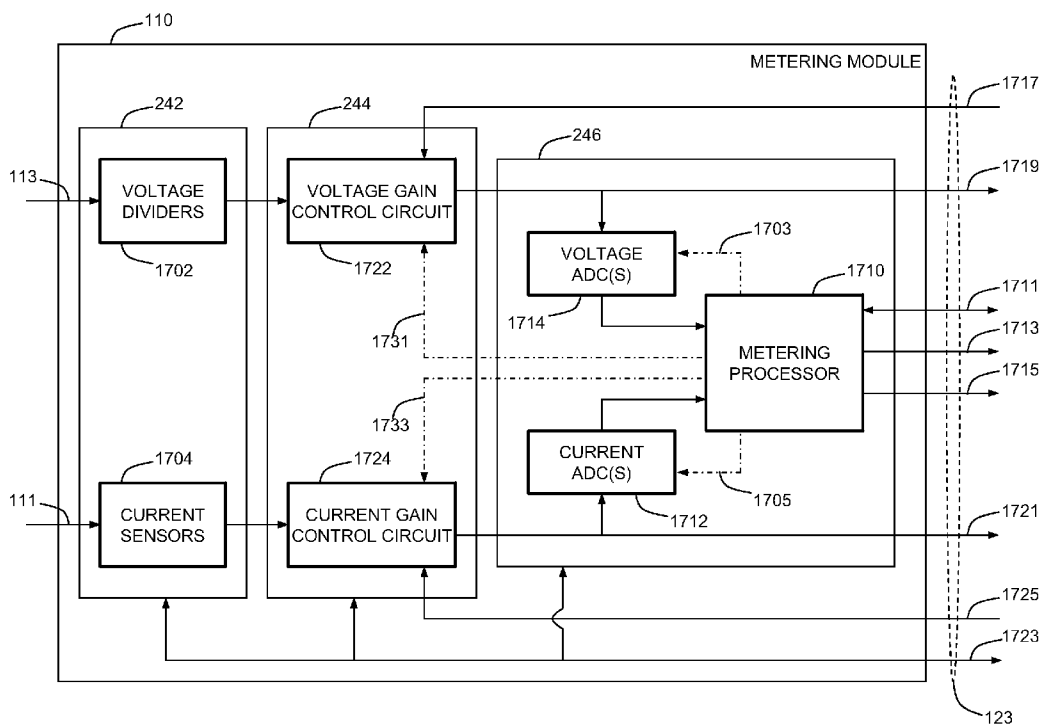 110
METERING MODULE
1717
242
244
246
113
VOLTAGE
DIVIDERS
VOLTAGE GAIN
CONTROL CIRCUIT
1719
1702
1722
VOLTAGE
ADC(S)
1703
1710
1714
1711
1731
METERING
PROCESSOR
1713
1715
1733
1704
1724
CURRENT
ADC(S)
1705
111
CURRENT
SENSORS
CURRENT GAIN
CONTROL CIRCUIT
1712
1721
1725
1723
123